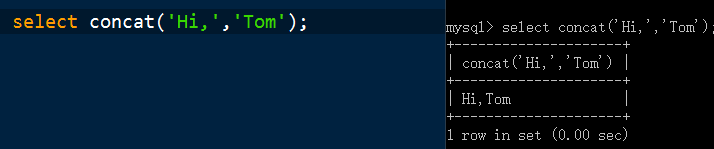 select concat('Hi,','Tom');
mysql> select concat('Hi,','Tom');
+---------------------+
| concat('Hi,','Tom') |
+---------------------+
| Hi,Tom              |
+---------------------+
1 row in set (0.00 sec)